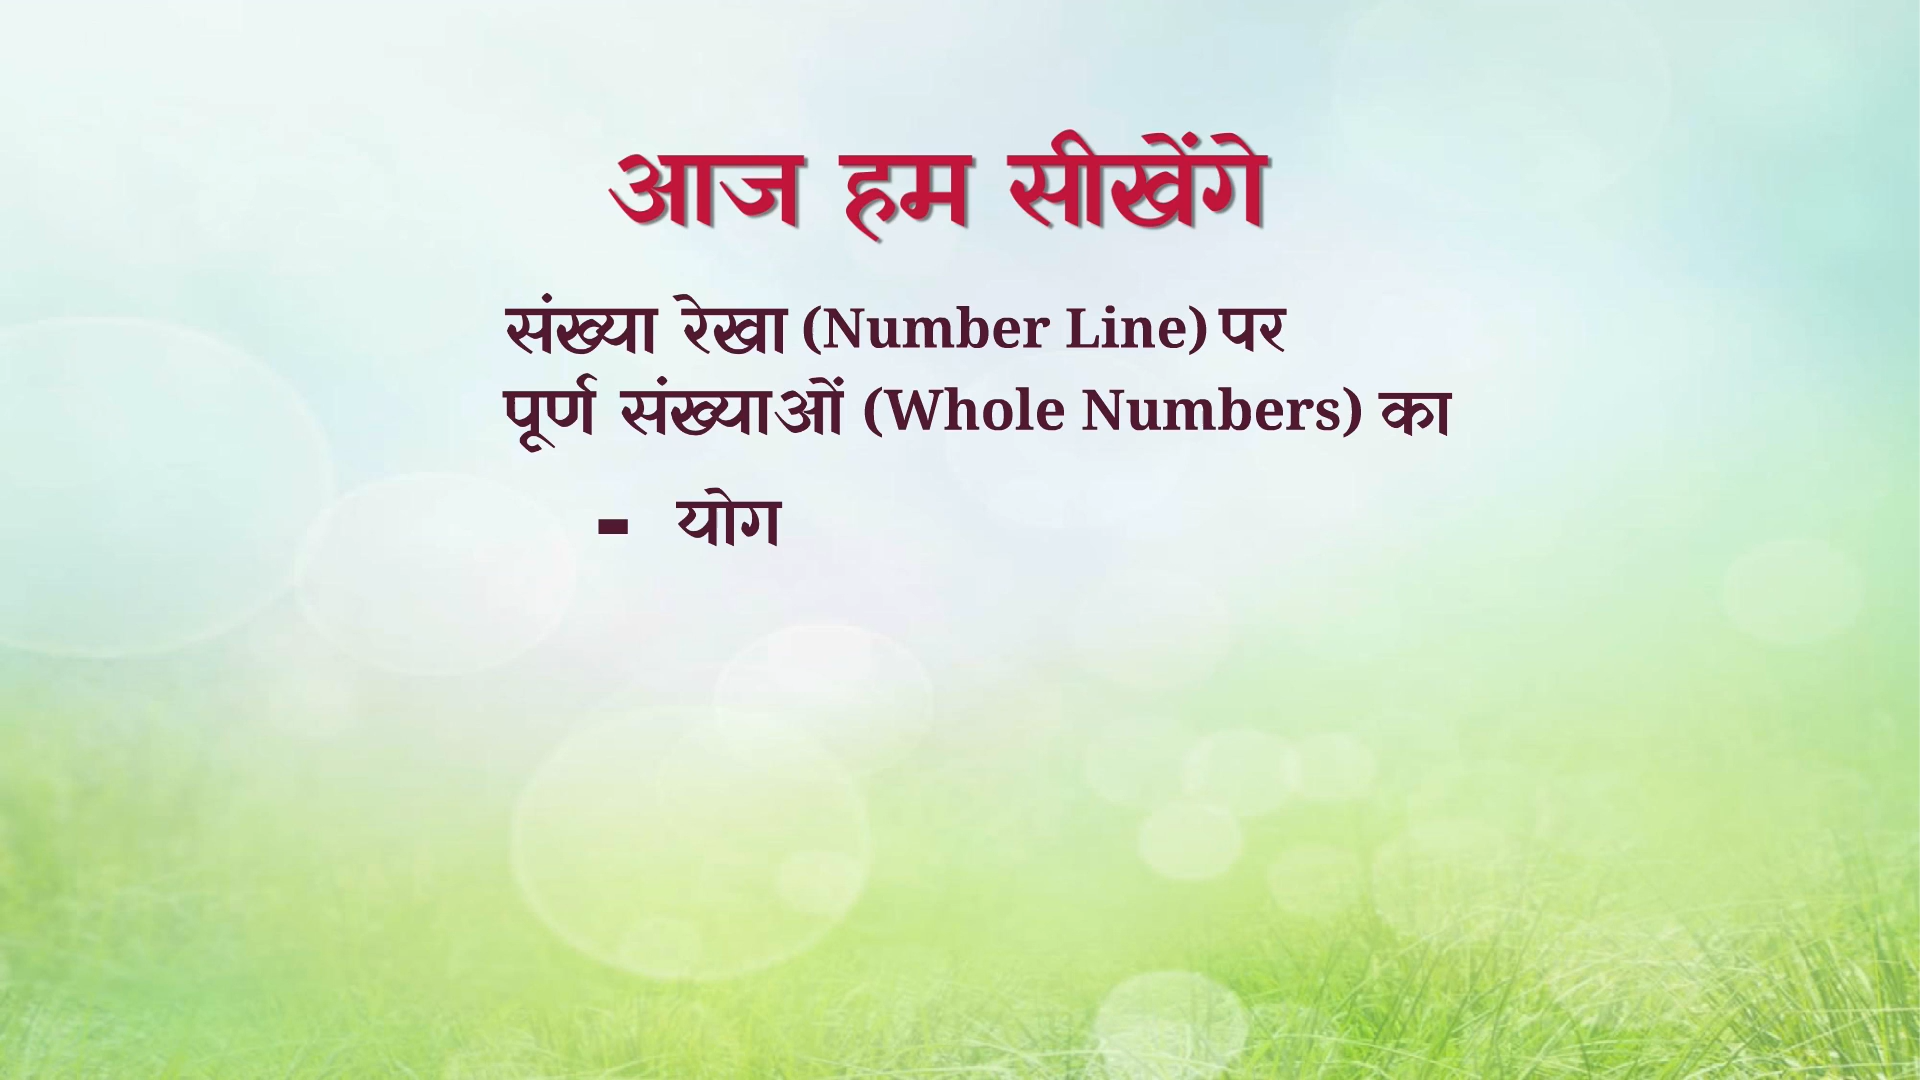 आज हम सीखेंगे
संख्या रेखा (Number Line) पर
पूर्ण संख्याओं (Whole Numbers) का
- योग